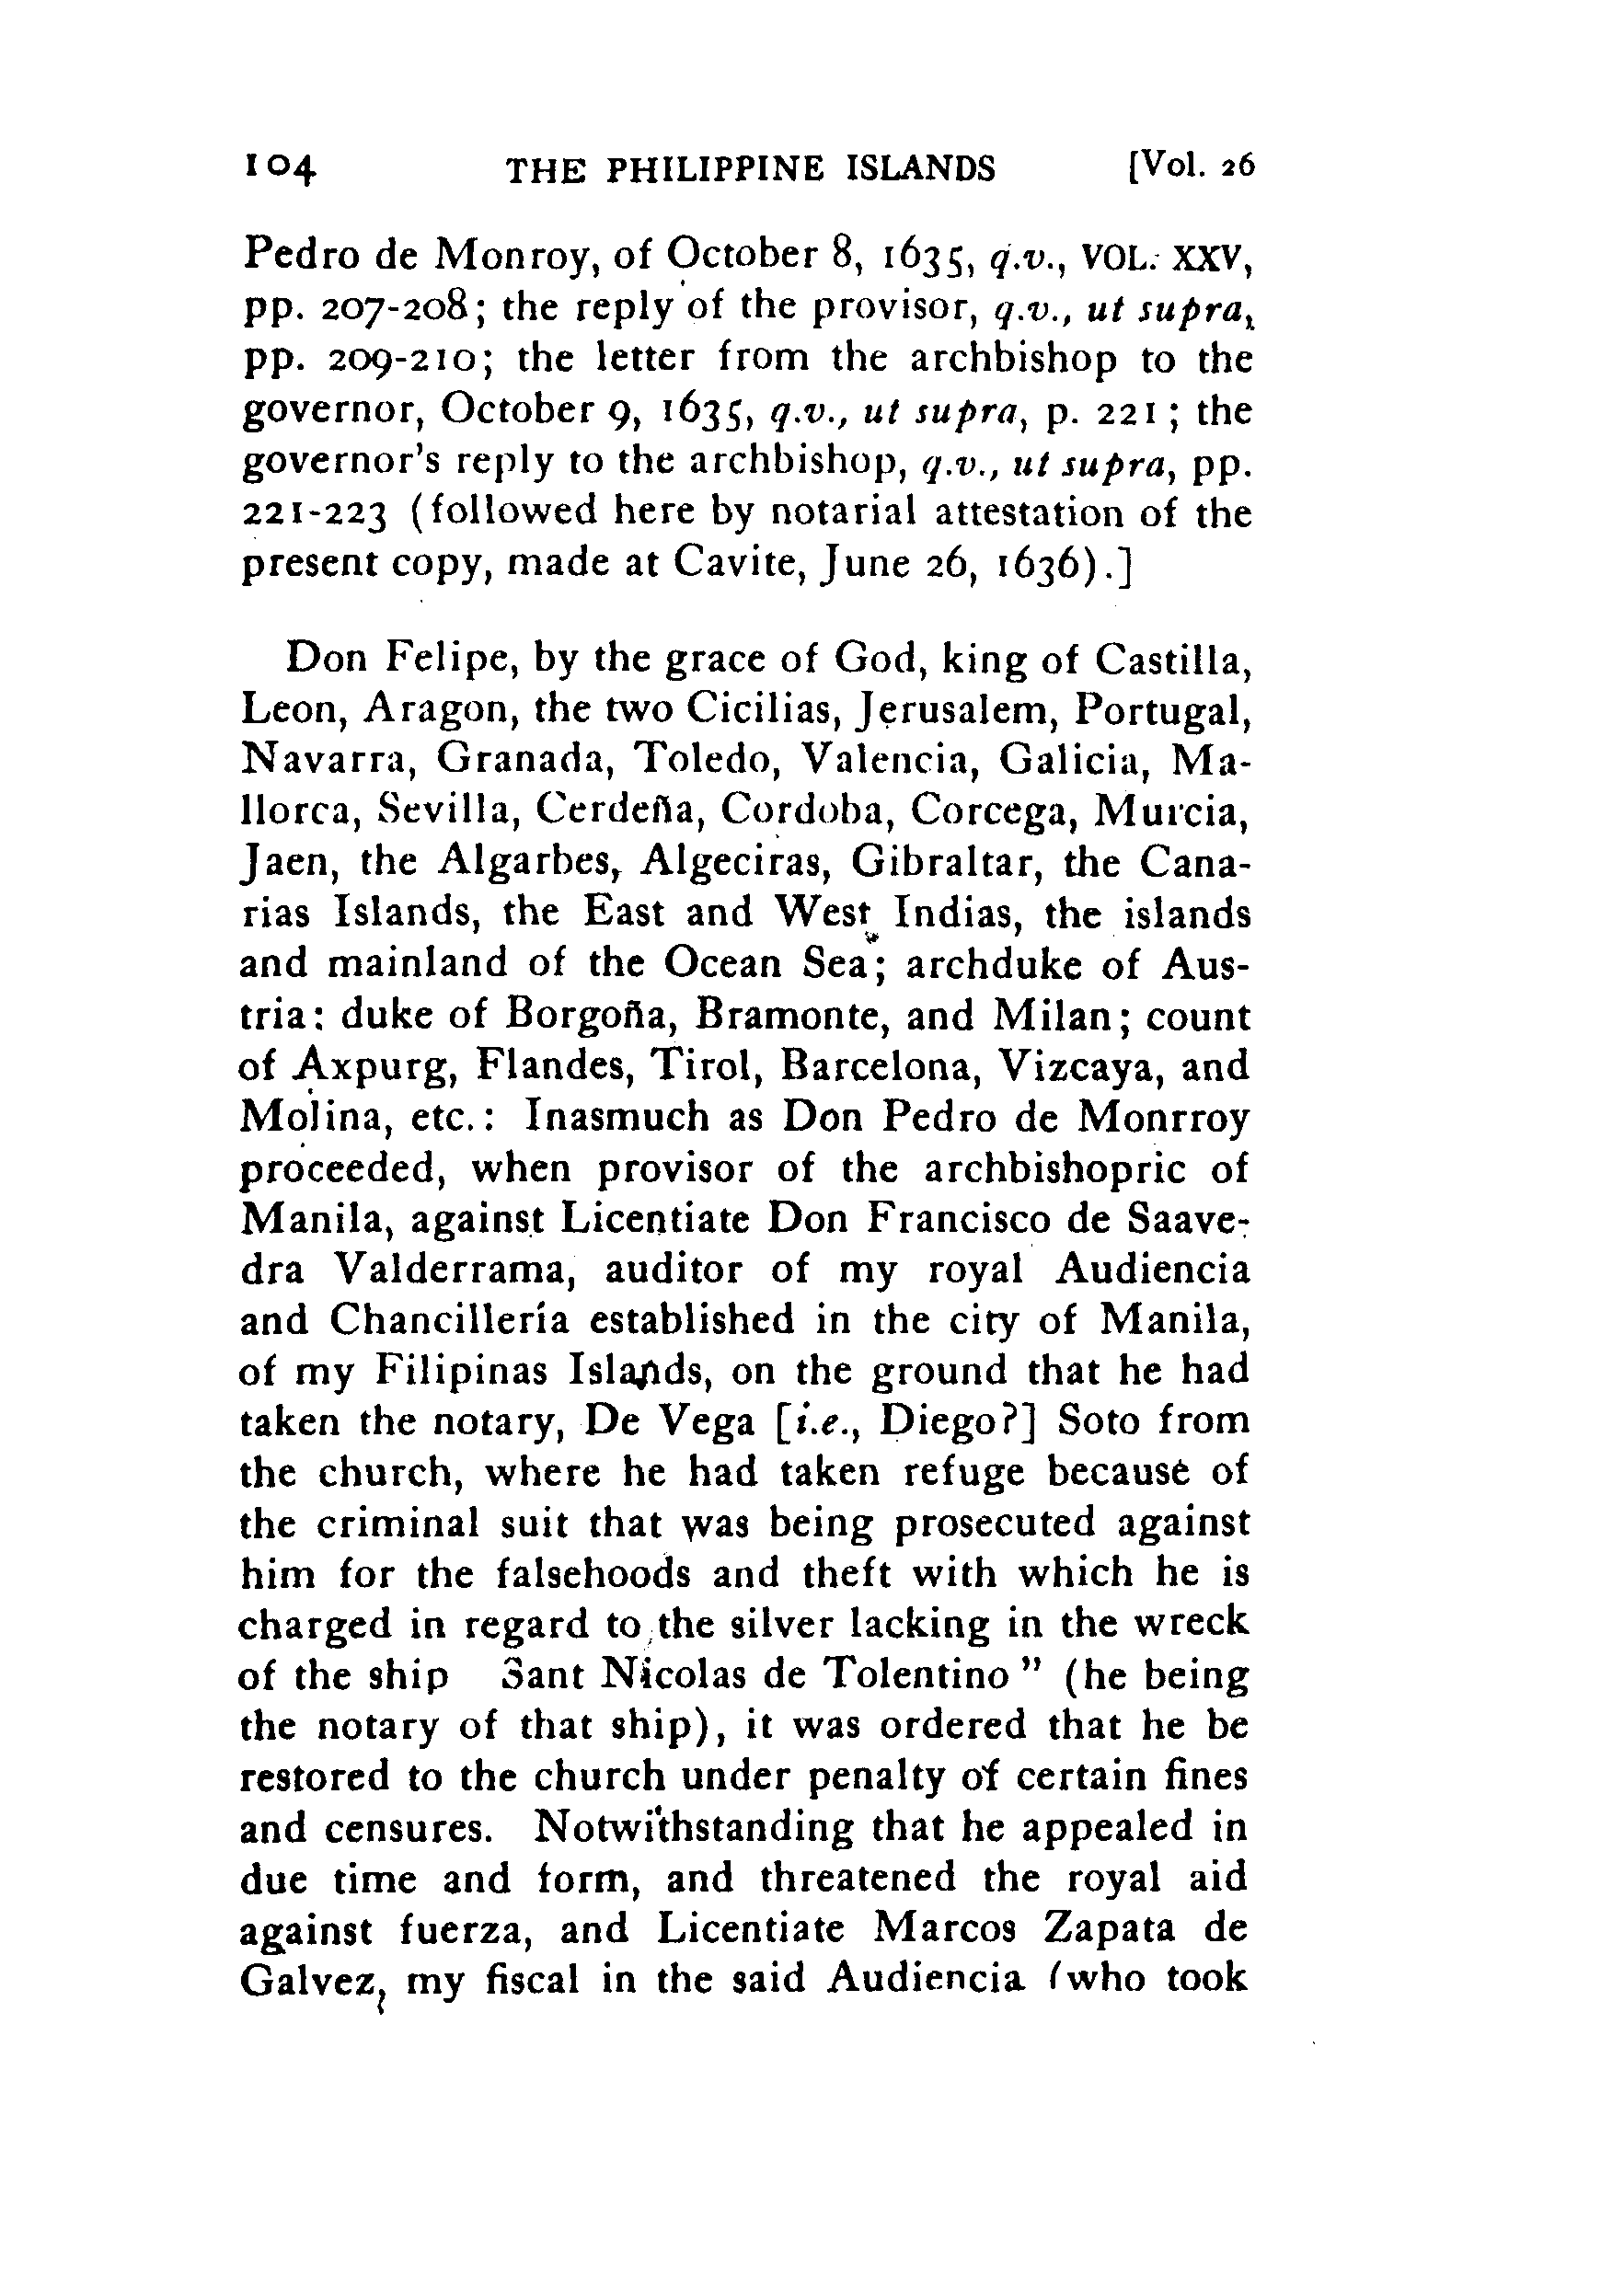 104 THE PHILIPPINE ISLANDS [Vol. 26
Pedro de Monroy, of October 8, 1635, q.v., VOL. XXV,
pp. 207-208; the reply of the provisor, q.v., ut supra,
pp. 209-210; the letter from the archbishop to the
governor, October 9, 1635, q.v., ut supra, p. 221; the
governor's reply to the archbishop, q.v., ut supra, pp.
221-223 (followed here by notarial attestation of the
present copy, made at Cavite, June 26, 1636).]
Don Felipe, by the grace of God, king of Castilla,
Leon, Aragon, the two Cicilias, Jerusalem, Portugal,
Navarra, Granada, Toledo, Valencia, Galicia, Ma-
llorca, Sevilla, Cerdeña, Cordoba, Corcega, Murcia,
Jaen, the Algarbes, Algeciras, Gibraltar, the Cana-
rias Islands, the East and West Indias, the islands
and mainland of the Ocean Sea; archduke of Aus-
tria: duke of Borgoña, Bramonte, and Milan; count
of Axpurg, Flandes, Tirol, Barcelona, Vizcaya, and
Molina, etc.: Inasmuch as Don Pedro de Monrroy
proceeded, when provisor of the archbishopric of
Manila, against Licentiate Don Francisco de Saave-
dra Valderrama, auditor of my royal Audiencia
and Chancillería established in the city of Manila,
of my Filipinas Islands, on the ground that he had
taken the notary, De Vega [i.e., Diego?] Soto from
the church, where he had taken refuge because of
the criminal suit that was being prosecuted against
him for the falsehoods and theft with which he is
charged in regard to the silver lacking in the wreck
of the ship Sant Nicolas de Tolentino" (he being
the notary of that ship), it was ordered that he be
restored to the church under penalty of certain fines
and censures. Notwithstanding that he appealed in
due time and form, and threatened the royal aid
against fuerza, and Licentiate Marcos Zapata de
Galvez, my fiscal in the said Audiencia (who took